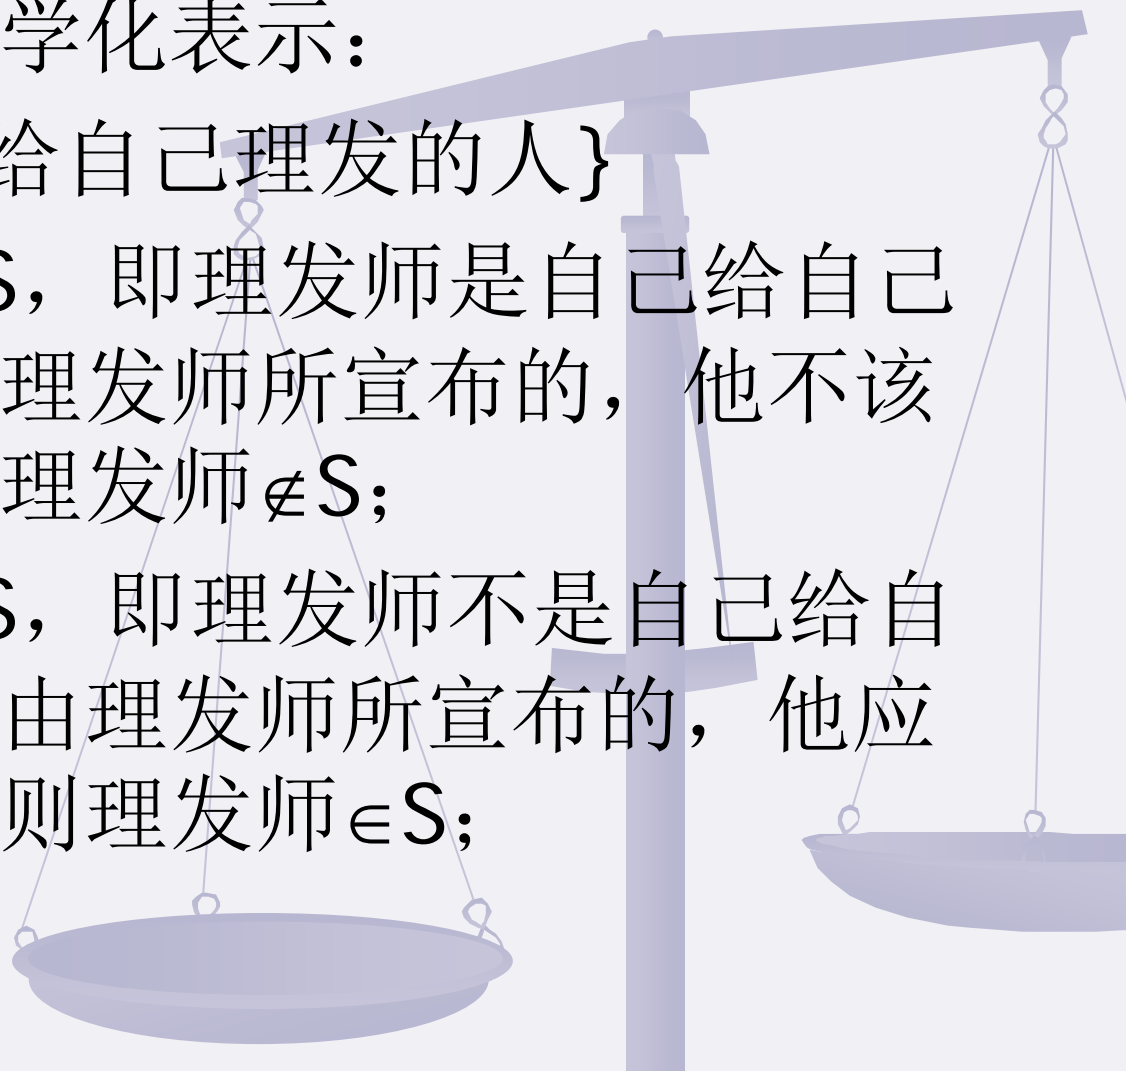 学化表示：
给自己理发的人}
S，即理发师是自己给自己
理发师所宣布的，他不该
理发师∉S；
S，即理发师不是自己给自
由理发师所宣布的，他应
则理发师∈S；